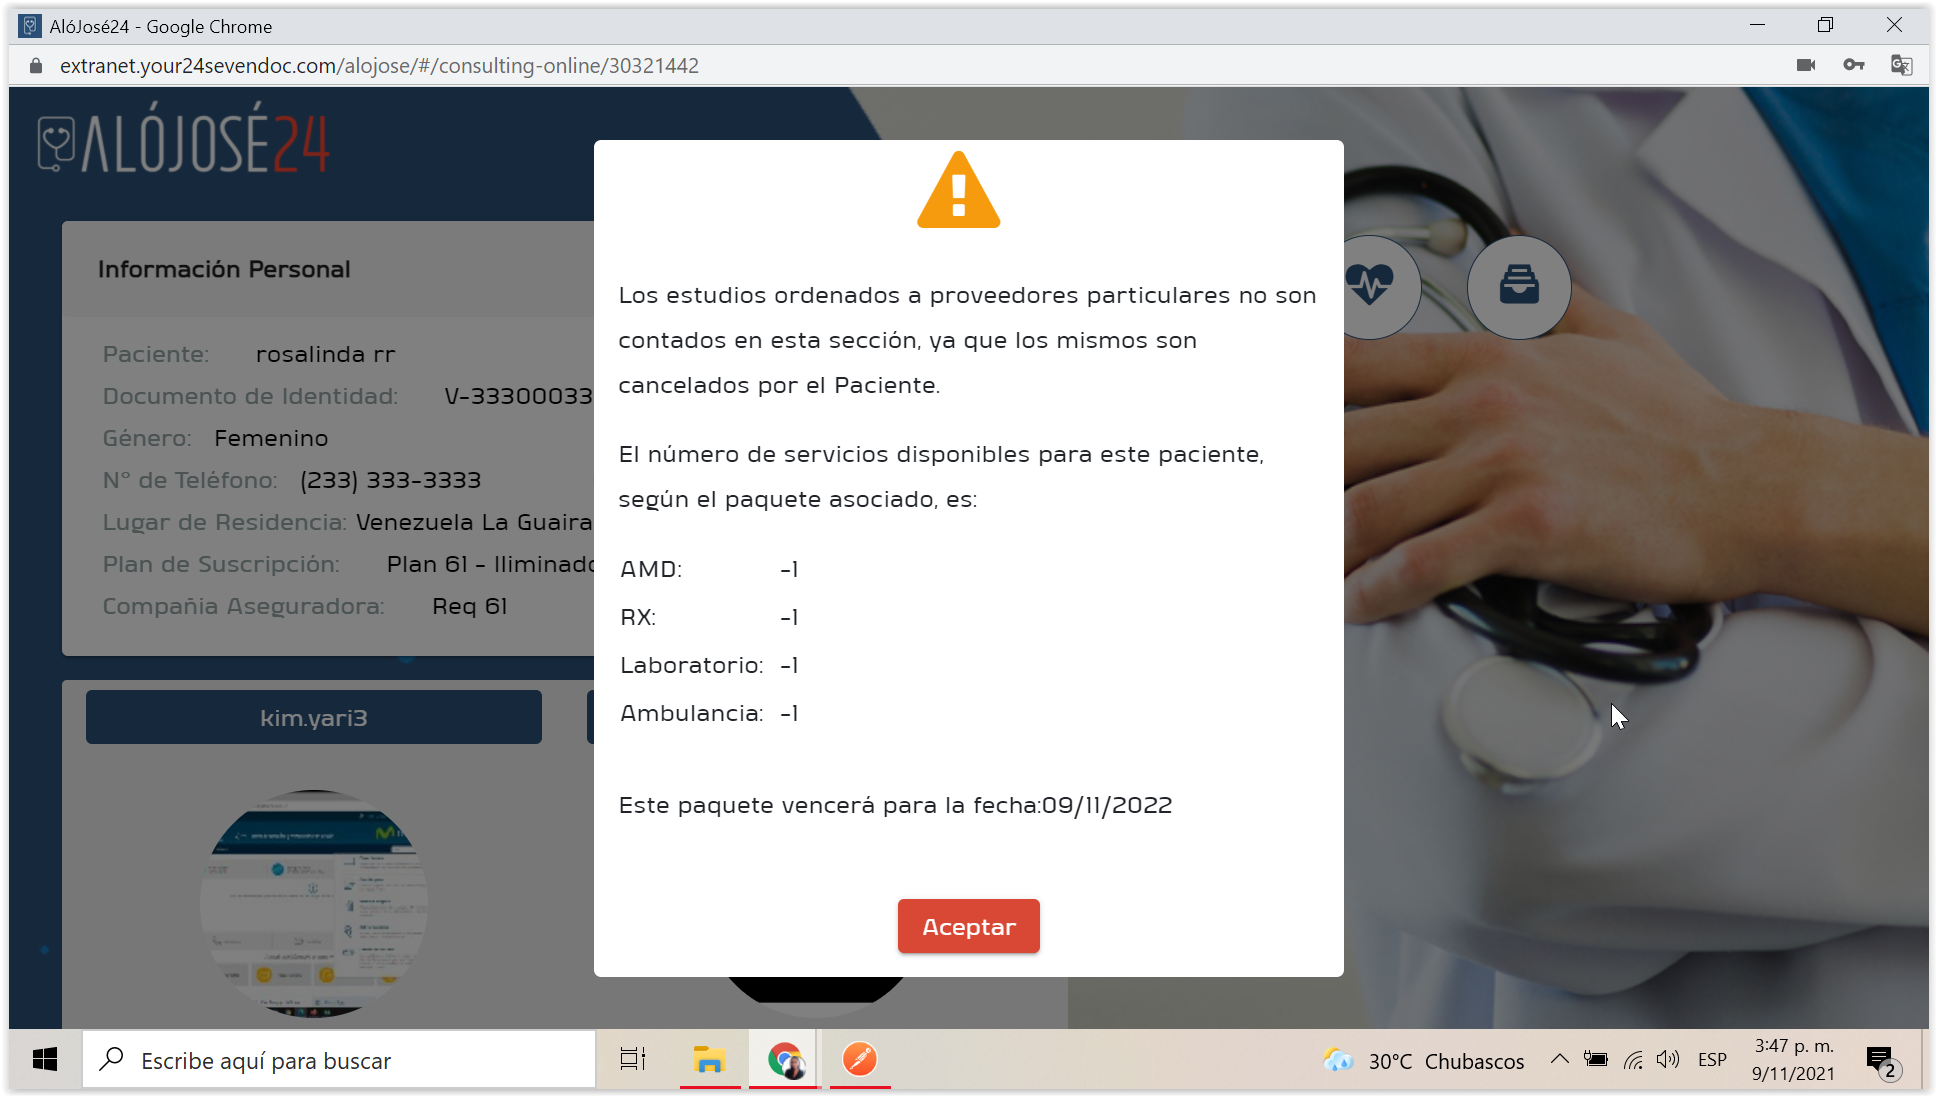 AlóJosé24 - Google Chrome
extranet.your24sevendoc.com/alojose/#/consulting-online/30321442
ALÓJOSÉ24
Información Personal
Paciente: rosalinda rr
Documento de Identidad: V-33300033
Género: Femenino
N° de Teléfono: (233) 333-3333
Lugar de Residencia: Venezuela La Guaira
Plan de Suscripción: Plan 61 - Iliminado
Compañia Aseguradora: Req 61
kim.yari3
Los estudios ordenados a proveedores particulares no son
contados en esta sección, ya que los mismos son
cancelados por el Paciente.
El número de servicios disponibles para este paciente,
según el paquete asociado, es:
AMD: -1
RX: -1
Laboratorio: -1
Ambulancia: -1
Este paquete vencerá para la fecha:09/11/2022
Aceptar
Escribe aquí para buscar
30°C Chubascos
ESP
3:47 p. m.
9/11/2021
2